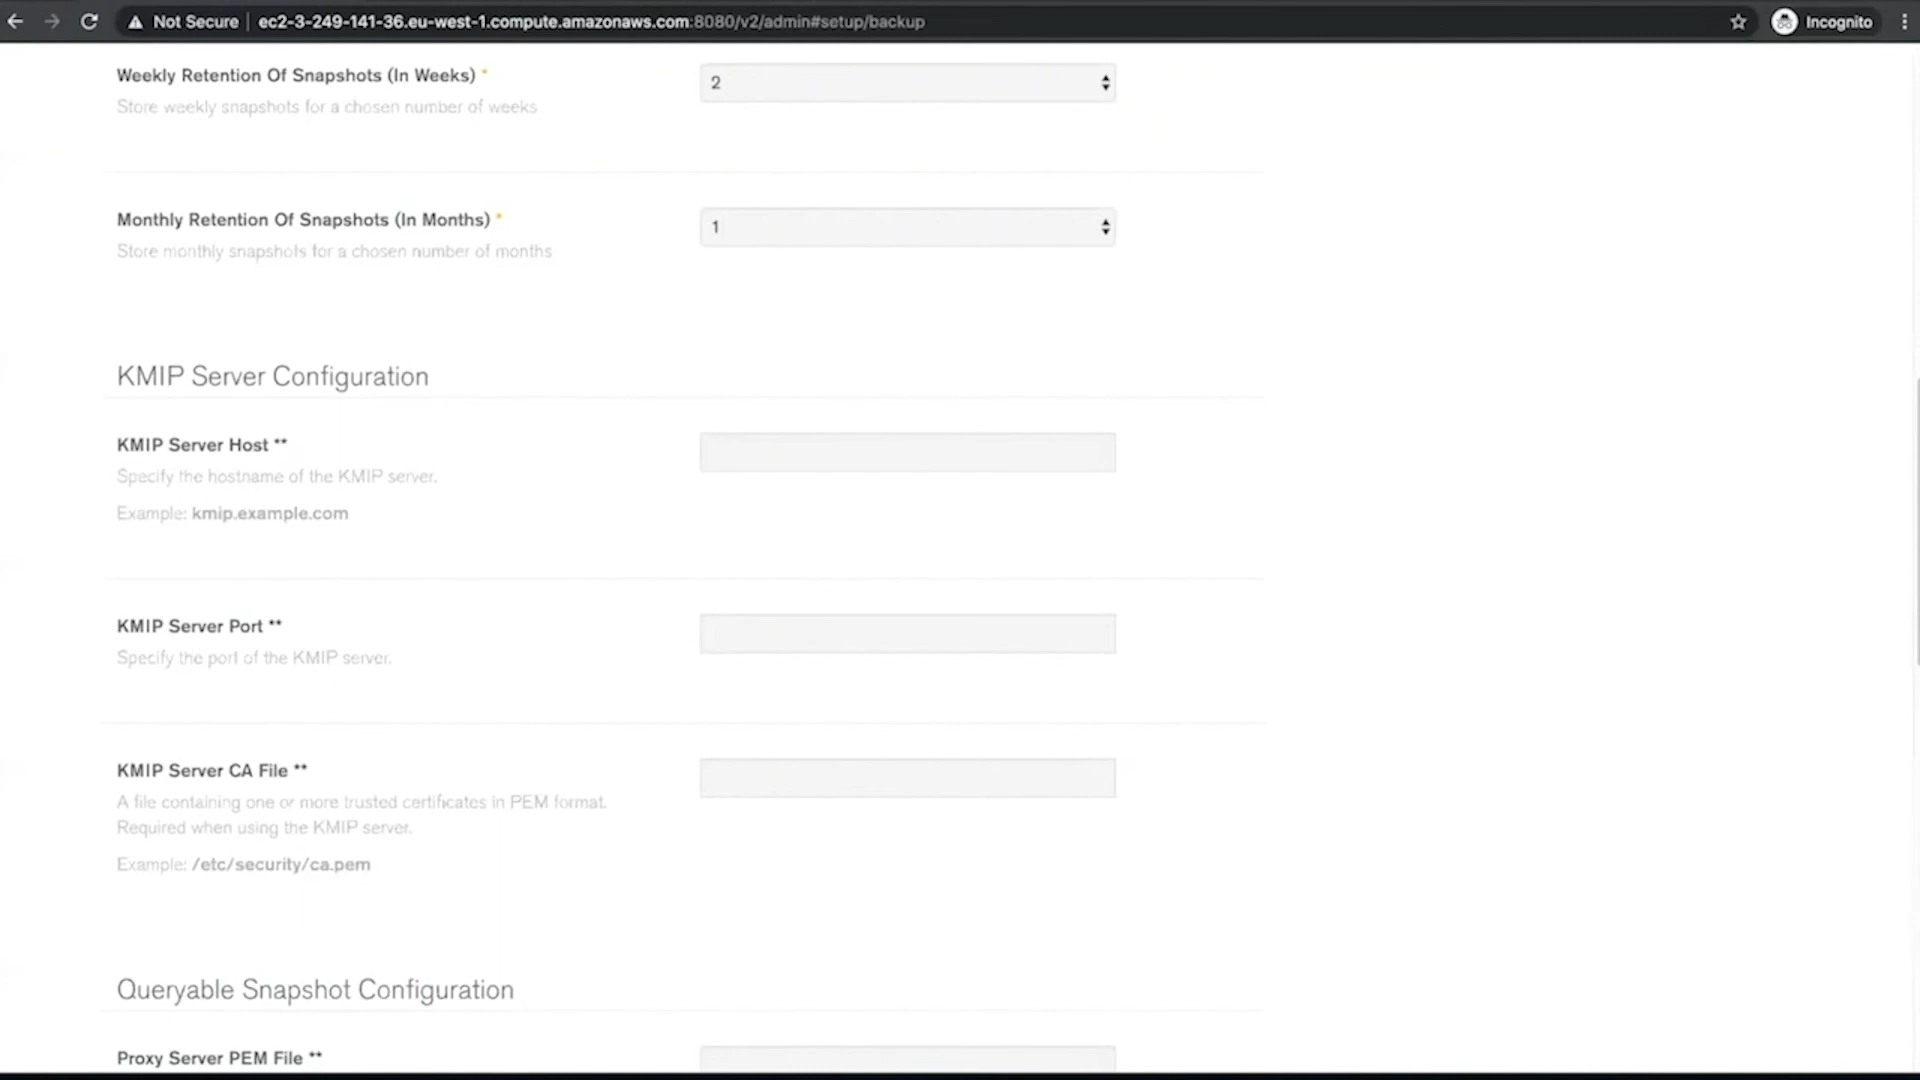 Not Secure | ec2-3-249-141-36.eu-west-1.compute.amazonaws.com:8080/v2/admin#setup/backup
Incognito
Weekly Retention Of Snapshots (In Weeks) *
2
Store weekly snapshots for a chosen number of weeks
Monthly Retention Of Snapshots (In Months) *
1
Store monthly snapshots for a chosen number of months
KMIP Server Configuration
KMIP Server Host **
Specify the hostname of the KMIP server.
Example: kmip.example.com
KMIP Server Port **
Specify the port of the KMIP server.
KMIP Server CA File **
A file containing one or more trusted certificates in PEM format.
Required when using the KMIP server.
Example: /etc/security/ca.pem
Queryable Snapshot Configuration
Proxy Server PEM File **